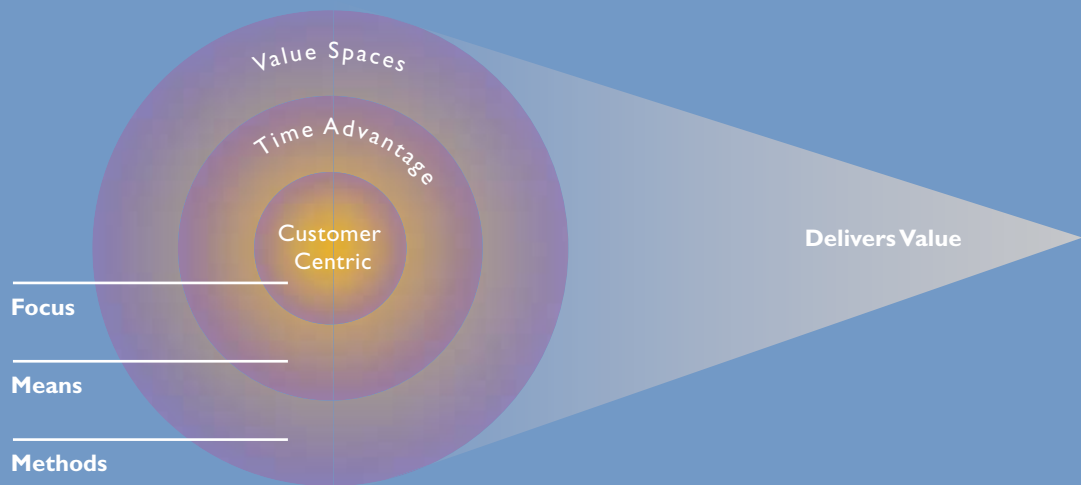 Value Spaces
Time Advantage
Customer
Centric
Delivers Value
Focus
Means
Methods